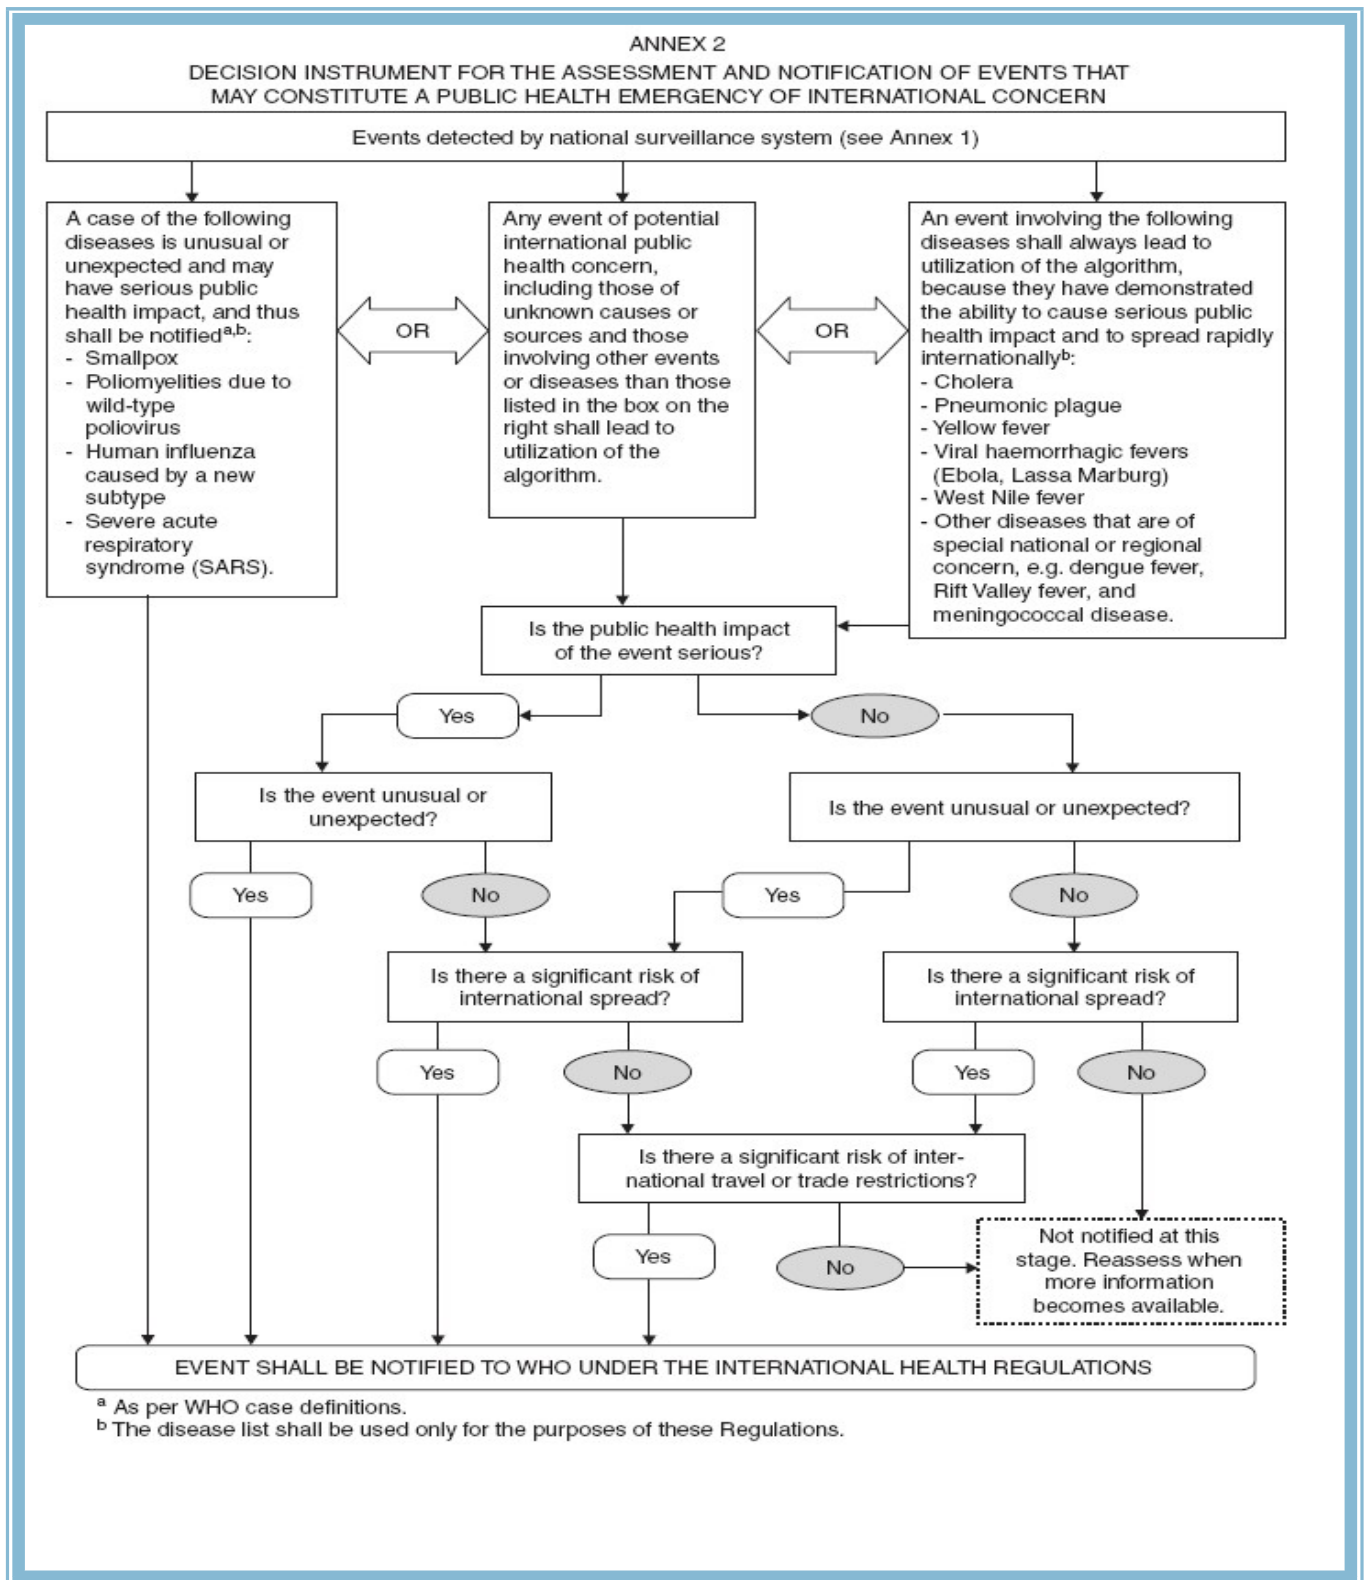 ANNEX 2
DECISION INSTRUMENT FOR THE ASSESSMENT AND NOTIFICATION OF EVENTS THAT
MAY CONSTITUTE A PUBLIC HEALTH EMERGENCY OF INTERNATIONAL CONCERN
Events detected by national surveillance system (see Annex 1)
A case of the following
diseases is unusual or
unexpected and may
have serious public
health impact, and thus
shall be notifiedᵃ,ᵇ:
- Smallpox
- Poliomyelities due to
wild-type
poliovirus
- Human influenza
caused by a new
subtype
- Severe acute
respiratory
syndrome (SARS).
OR
Any event of potential
international public
health concern,
including those of
unknown causes or
sources and those
involving other events
or diseases than those
listed in the box on the
right shall lead to
utilization of the
algorithm.
OR
An event involving the following
diseases shall always lead to
utilization of the algorithm,
because they have demonstrated
the ability to cause serious public
health impact and to spread rapidly
internationallyᵇ:
- Cholera
- Pneumonic plague
- Yellow fever
- Viral haemorrhagic fevers
(Ebola, Lassa Marburg)
- West Nile fever
- Other diseases that are of
special national or regional
concern, e.g. dengue fever,
Rift Valley fever, and
meningococcal disease.
Is the public health impact
of the event serious?
Yes
No
Is the event unusual or
unexpected?
Is the event unusual or unexpected?
Yes
No
Yes
No
Is there a significant risk of
international spread?
Is there a significant risk of
international spread?
Yes
No
Yes
No
Is there a significant risk of inter-
national travel or trade restrictions?
Yes
No
Not notified at this
stage. Reassess when
more information
becomes available.
EVENT SHALL BE NOTIFIED TO WHO UNDER THE INTERNATIONAL HEALTH REGULATIONS
ᵃ As per WHO case definitions.
ᵇ The disease list shall be used only for the purposes of these Regulations.